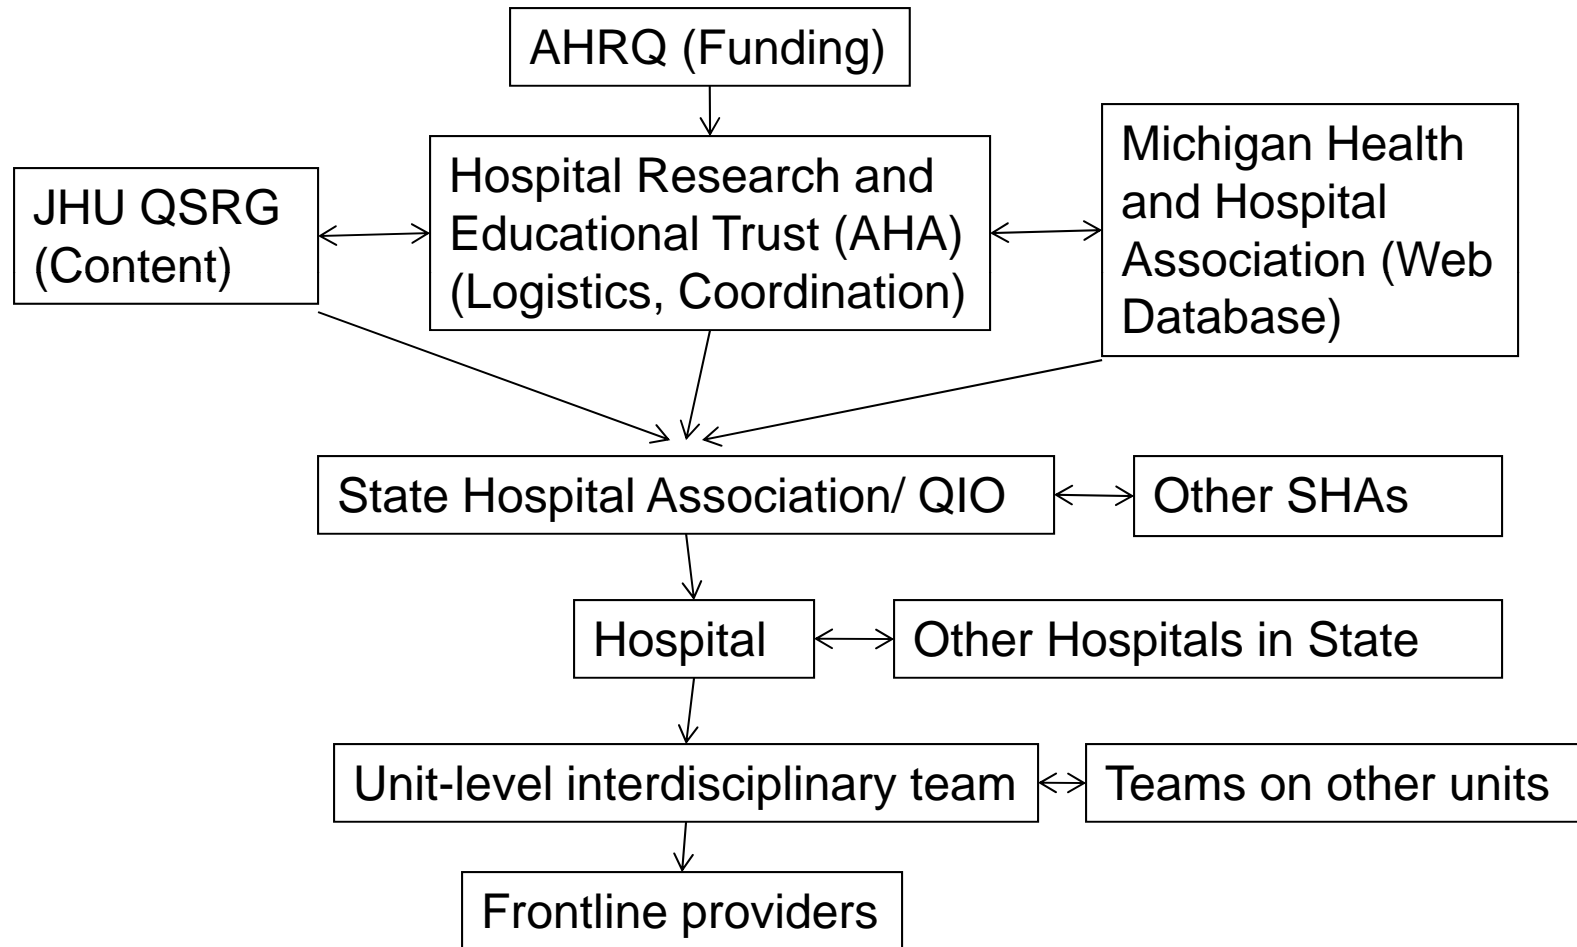 AHRQ (Funding)
JHU QSRG
(Content)
Hospital Research and
Educational Trust (AHA)
(Logistics, Coordination)
Michigan Health
and Hospital
Association (Web
Database)
State Hospital Association/ QIO
Other SHAs
Hospital
Other Hospitals in State
Unit-level interdisciplinary team
Teams on other units
Frontline providers